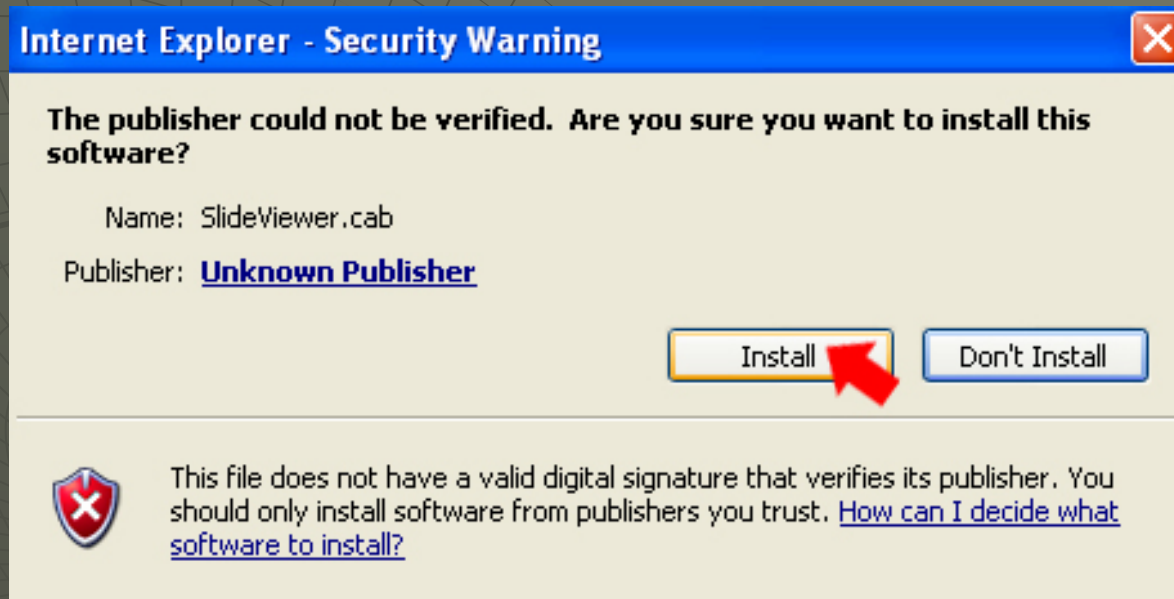 Internet Explorer - Security Warning
The publisher could not be verified. Are you sure you want to install this
software?
Name: SlideViewer.cab
Publisher: Unknown Publisher
Install Don't Install
This file does not have a valid digital signature that verifies its publisher. You
should only install software from publishers you trust. How can I decide what
software to install?